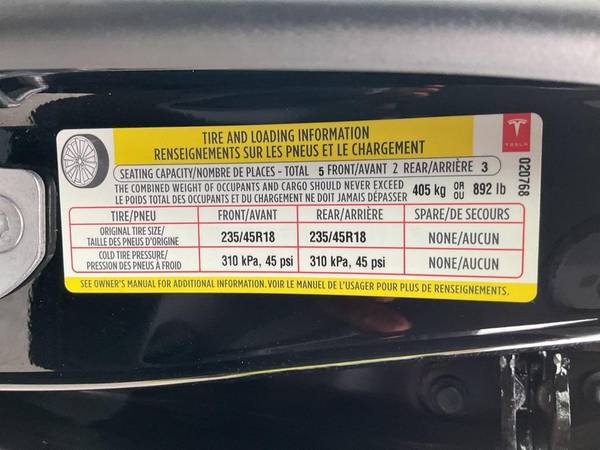 TIRE AND LOADING INFORMATION
RENSEIGNEMENTS SUR LES PNEUS ET LE CHARGEMENT
SEATING CAPACITY/NOMBRE DE PLACES - TOTAL 5 FRONT/AVANT 2 REAR/ARRIÈRE 3
THE COMBINED WEIGHT OF OCCUPANTS AND CARGO SHOULD NEVER EXCEED 405 kg OR 892 lb
LE POIDS TOTAL DES OCCUPANTS ET DU CHARGEMENT NE DOIT JAMAIS DÉPASSER OU
TIRE/PNEU FRONT/AVANT REAR/ARRIÈRE SPARE/DE SECOURS
ORIGINAL TIRE SIZE/ 235/45R18 235/45R18 NONE/AUCUN
TAILLE DES PNEUS D'ORIGINE
COLD TIRE PRESSURE/ 310 kPa, 45 psi 310 kPa, 45 psi NONE/AUCUN
PRESSION DES PNEUS À FROID
SEE OWNER'S MANUAL FOR ADDITIONAL INFORMATION. VOIR LE MANUEL DE L'USAGER POUR PLUS DE RENSEIGNEMENTS.
TESLA
020768